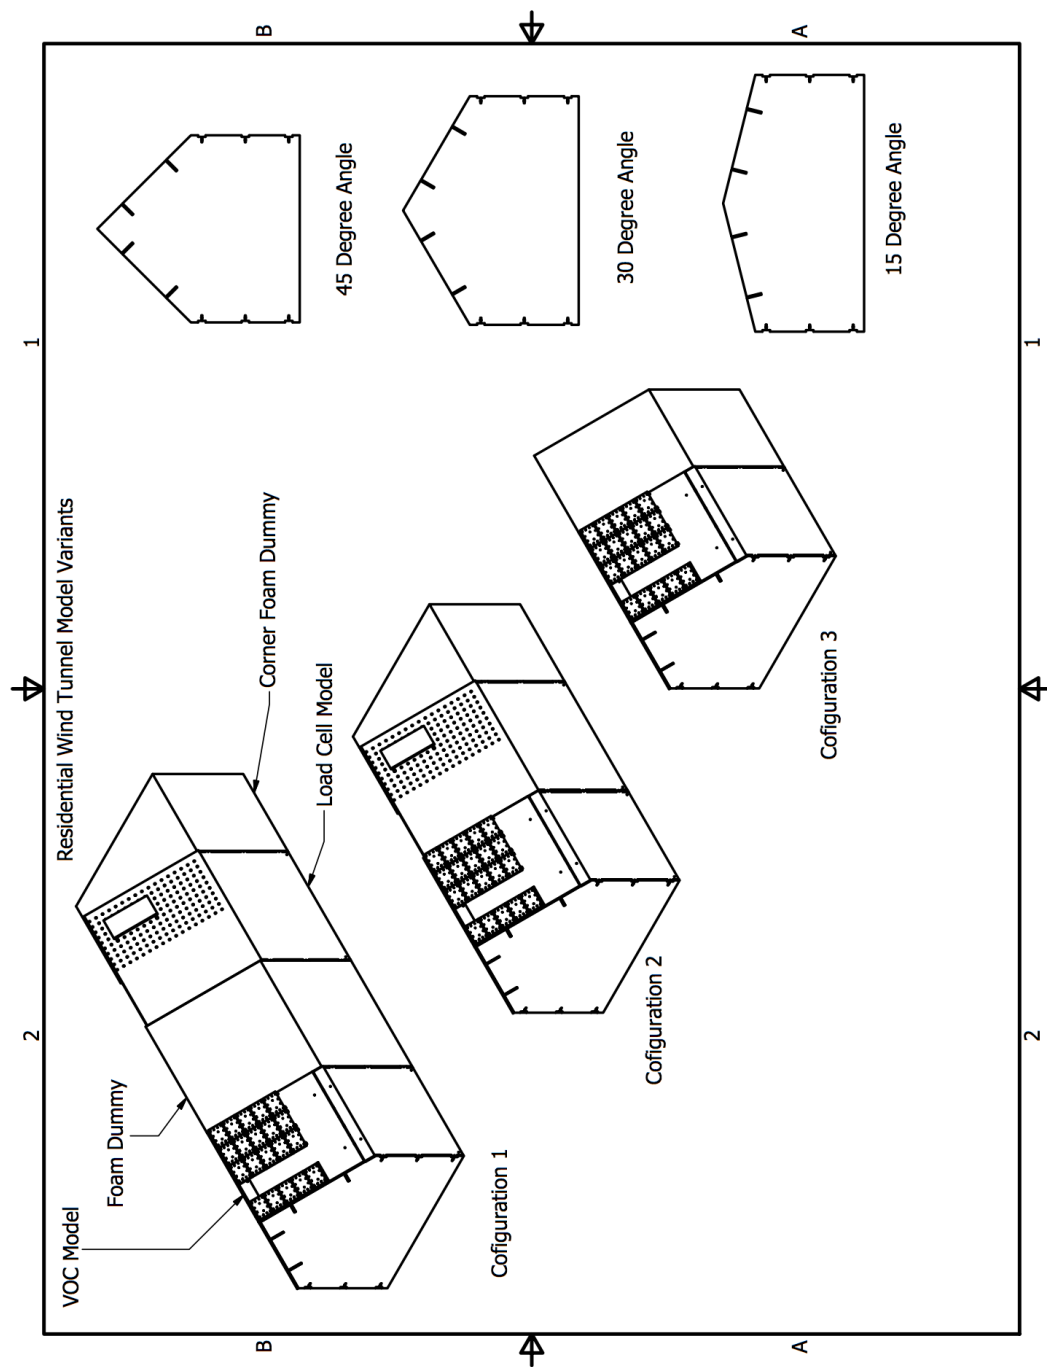 Residential Wind Tunnel Model Variants
VOC Model
Foam Dummy
Load Cell Model
Corner Foam Dummy
Cofiguration 1
Cofiguration 2
Cofiguration 3
45 Degree Angle
30 Degree Angle
15 Degree Angle
2
1
2
1
B
A
B
A